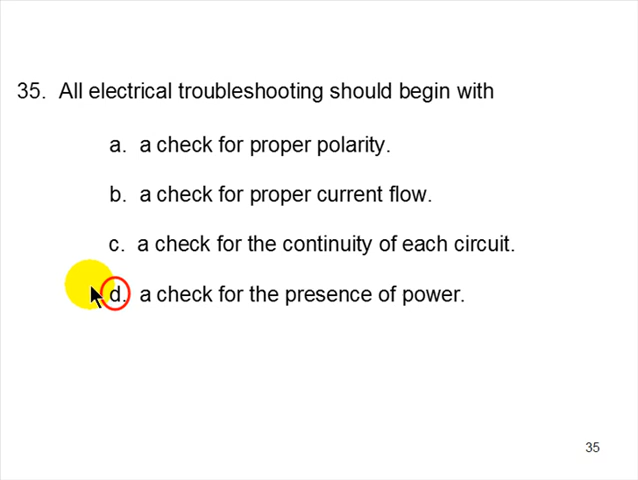 35. All electrical troubleshooting should begin with
a. a check for proper polarity.
b. a check for proper current flow.
c. a check for the continuity of each circuit.
d. a check for the presence of power.
35